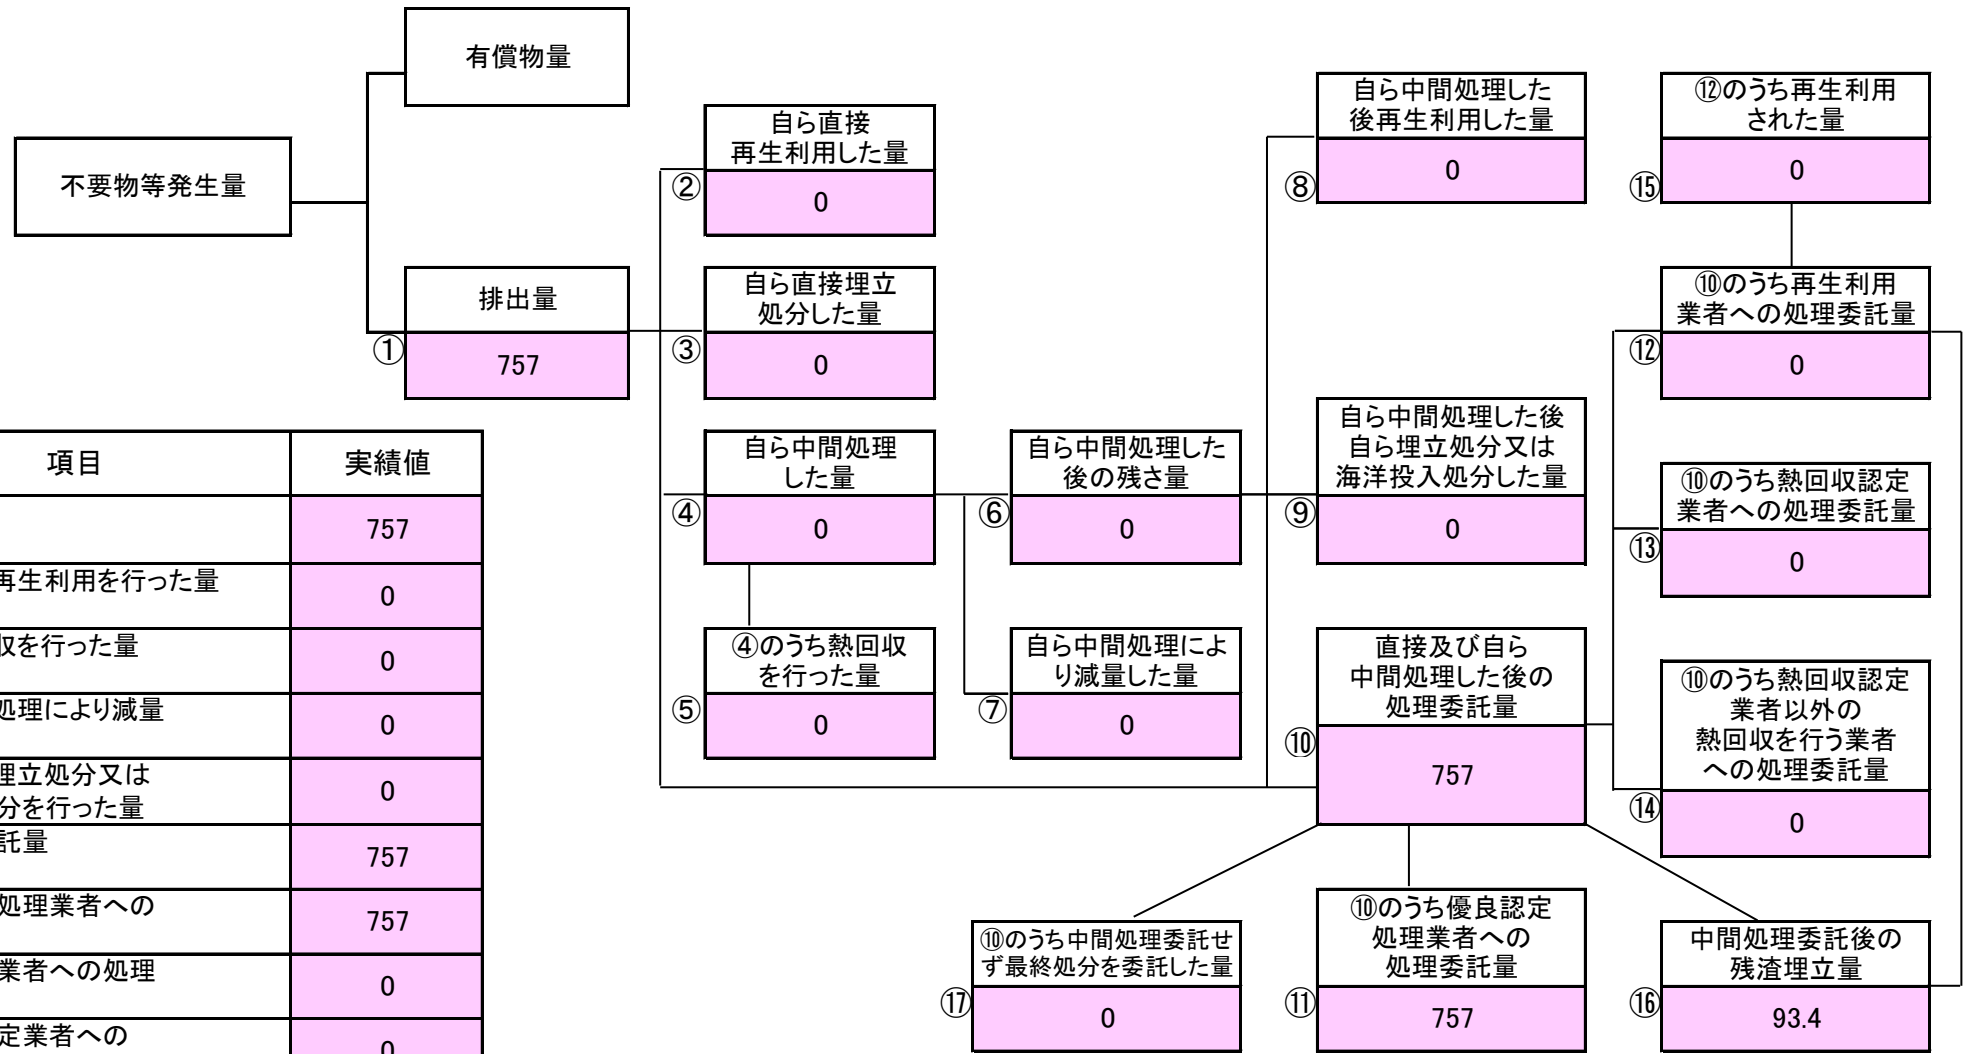 有償物量
不要物等発生量
排出量
①
757
自ら直接
再生利用した量
②
0
自ら直接埋立
処分した量
③
0
自ら中間処理
した量
④
0
④のうち熱回収
を行った量
⑤
0
自ら中間処理した
後の残さ量
⑥
0
自ら中間処理によ
り減量した量
⑦
0
自ら中間処理した
後再生利用した量
⑧
0
自ら中間処理した後
自ら埋立処分又は
海洋投入処分した量
⑨
0
直接及び自ら
中間処理した後の
処理委託量
⑩
757
⑫のうち再生利用
された量
⑮
0
⑩のうち再生利用
業者への処理委託量
⑫
0
⑩のうち熱回収認定
業者への処理委託量
⑬
0
⑩のうち熱回収認定
業者以外の
熱回収を行う業者
への処理委託量
⑭
0
⑩のうち中間処理委託せ
ず最終処分を委託した量
⑰
0
⑩のうち優良認定
処理業者への
処理委託量
⑪
757
中間処理委託後の
残渣埋立量
⑯
93.4
項目 実績値
757
再生利用を行った量
0
収を行った量
0
処理により減量
0
埋立処分又は
分を行った量
0
託量
757
処理業者への
757
業者への処理
0
定業者への
0